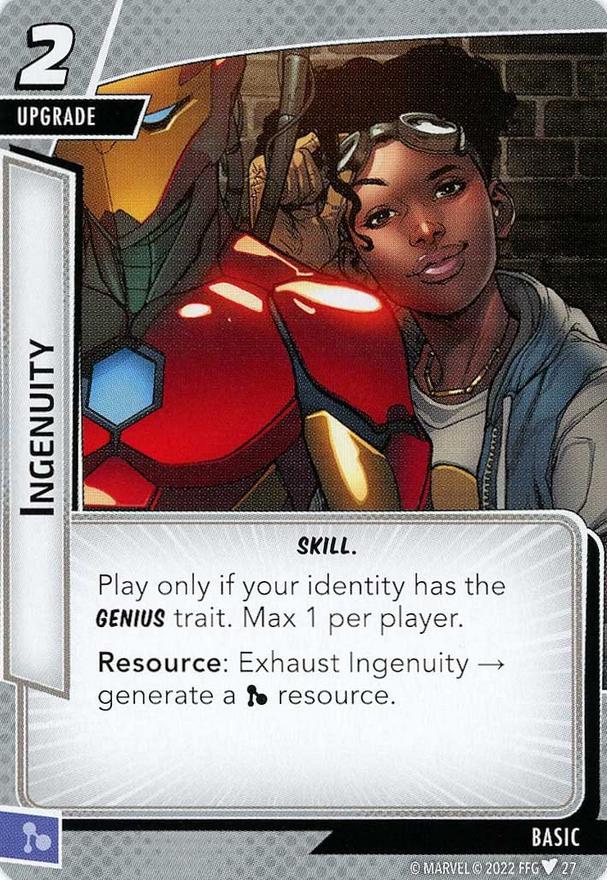 2
UPGRADE
INGENUITY
SKILL.
Play only if your identity has the
GENIUS trait. Max 1 per player.
Resource: Exhaust Ingenuity →
generate a resource.
BASIC
© MARVEL © 2022 FFG 27